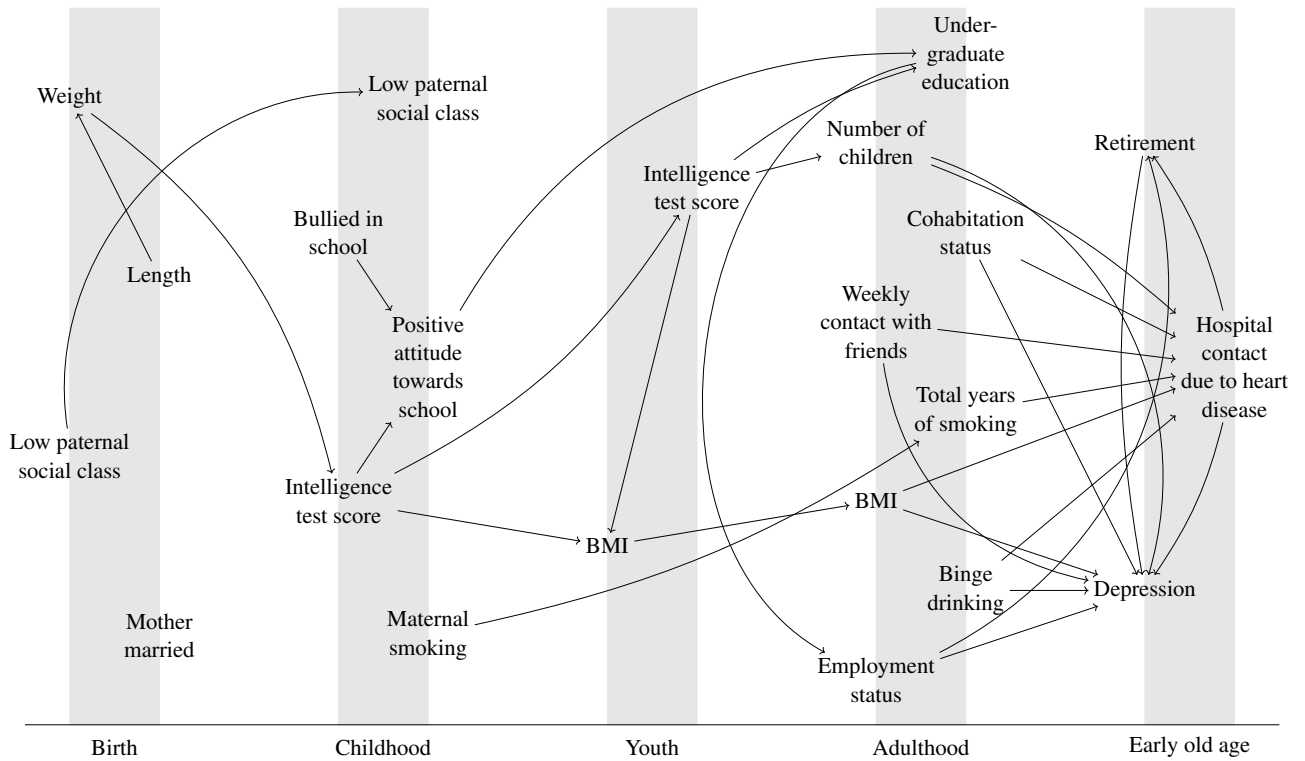 Weight
Length
Low paternal
social class
Mother
married
Low paternal
social class
Bullied in
school
Positive
attitude
towards
school
Intelligence
test score
Maternal
smoking
Intelligence
test score
BMI
Under-
graduate
education
Number of
children
Cohabitation
status
Weekly
contact with
friends
Total years
of smoking
BMI
Binge
drinking
Employment
status
Retirement
Hospital
contact
due to heart
disease
Depression
Birth
Childhood
Youth
Adulthood
Early old age